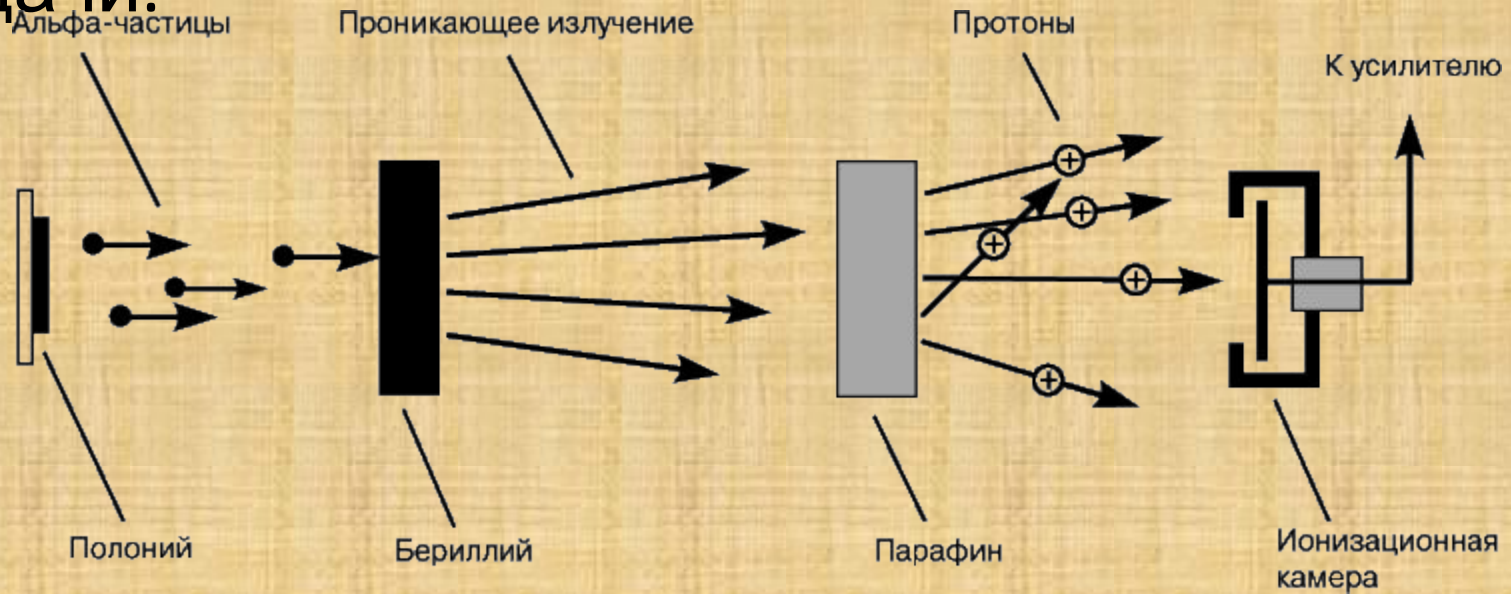 Альфа-частицы
Проникающее излучение
Протоны
К усилителю
Полоний
Бериллий
Парафин
Ионизационная
камера